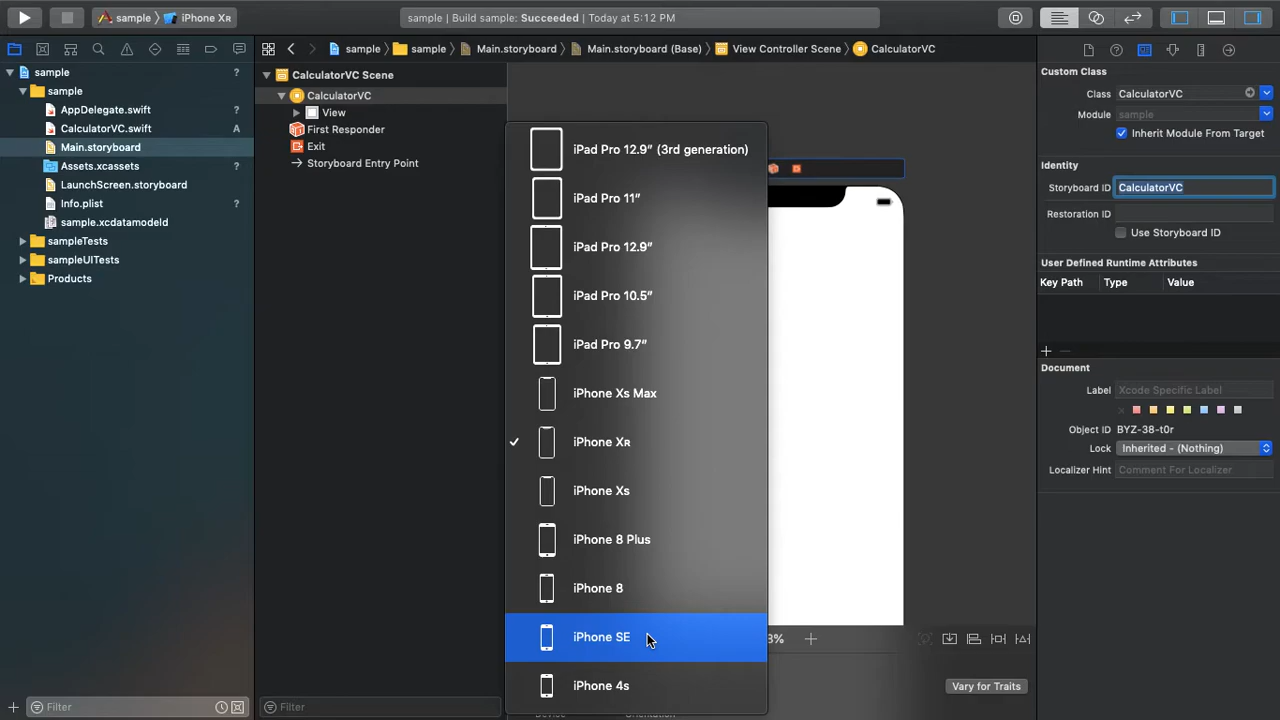 sample 〉 iPhone Xʀ
sample | Build sample: Succeeded | Today at 5:12 PM
sample 〉 sample 〉 Main.storyboard 〉 Main.storyboard (Base) 〉 View Controller Scene 〉 CalculatorVC
sample ?
sample
AppDelegate.swift ?
CalculatorVC.swift A
Main.storyboard
Assets.xcassets
LaunchScreen.storyboard
Info.plist ?
sample.xcdatamodeld
sampleTests
sampleUITests
Products
Filter
CalculatorVC Scene
CalculatorVC
View
First Responder
Exit
Storyboard Entry Point
Filter
iPad Pro 12.9" (3rd generation)
iPad Pro 11"
iPad Pro 12.9"
iPad Pro 10.5"
iPad Pro 9.7"
iPhone Xs Max
iPhone Xʀ
iPhone Xs
iPhone 8 Plus
iPhone 8
iPhone SE
iPhone 4s
3%
Vary for Traits
Custom Class
Class CalculatorVC
Module sample
Inherit Module From Target
Identity
Storyboard ID CalculatorVC
Restoration ID
Use Storyboard ID
User Defined Runtime Attributes
Key Path Type Value
Document
Label Xcode Specific Label
Object ID BYZ-38-t0r
Lock Inherited - (Nothing)
Localizer Hint Comment For Localizer